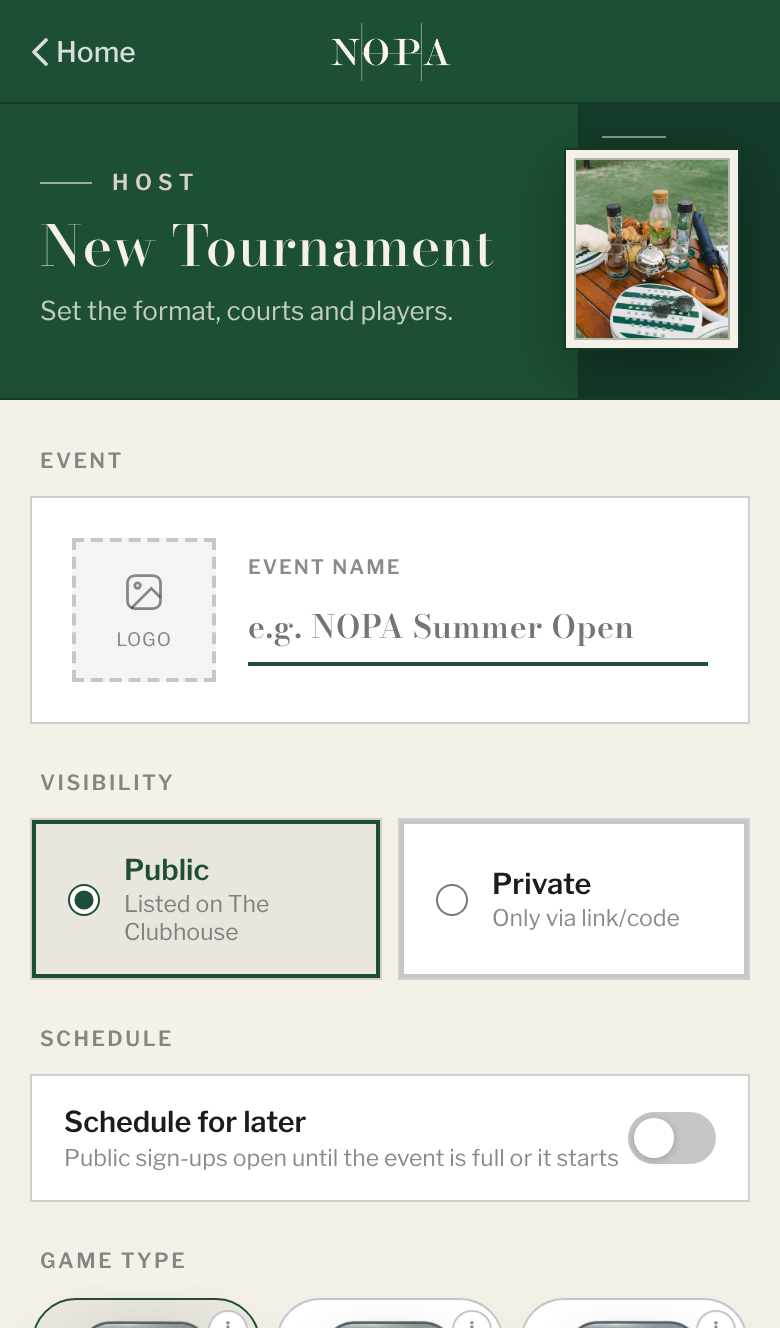 Home
NOPA
HOST
New Tournament
Set the format, courts and players.
EVENT
LOGO
EVENT NAME
e.g. NOPA Summer Open
VISIBILITY
Public
Listed on The
Clubhouse
Private
Only via link/code
SCHEDULE
Schedule for later
Public sign-ups open until the event is full or it starts
GAME TYPE